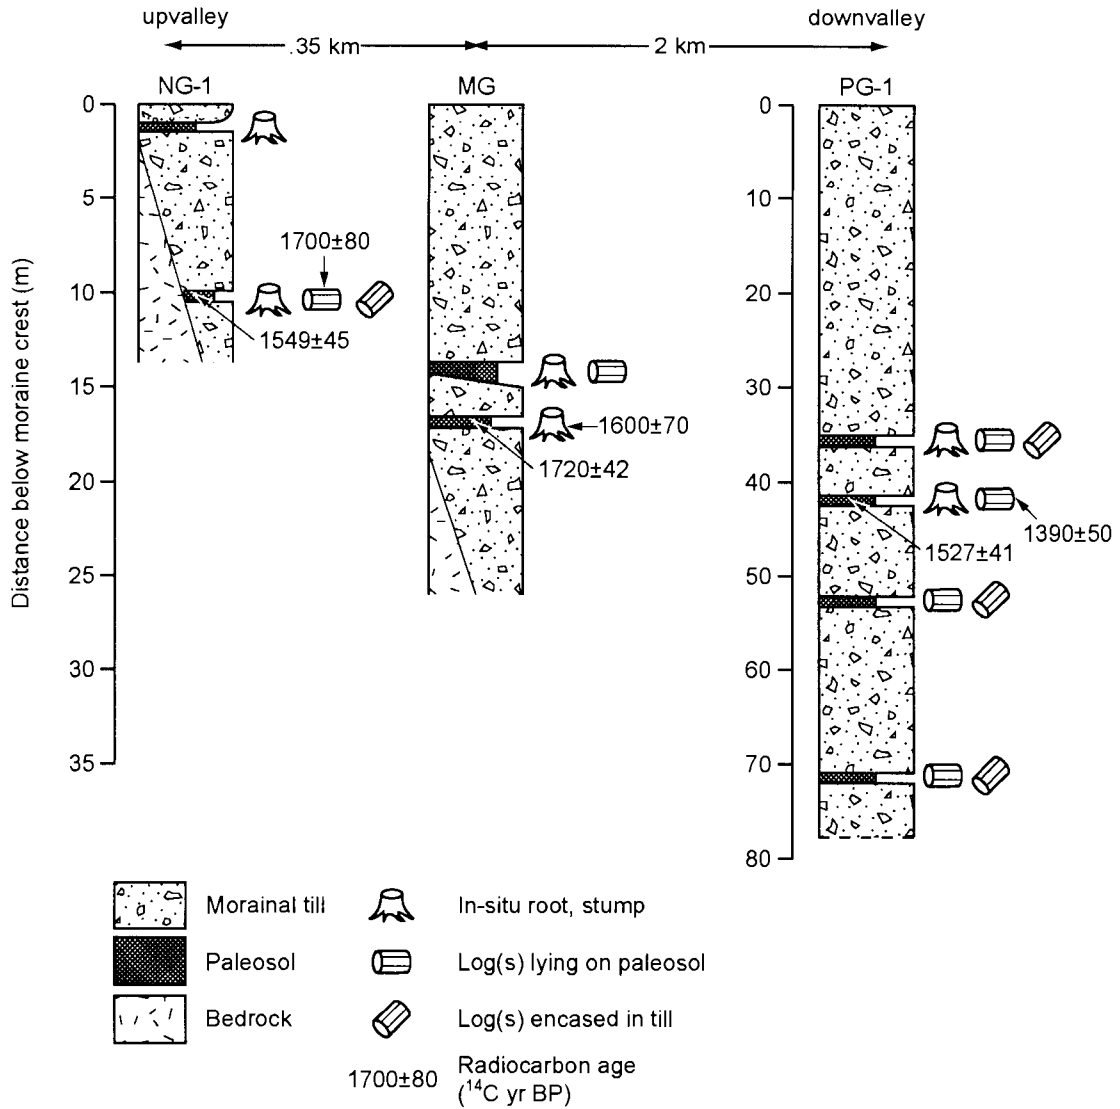 upvalley
downvalley
.35 km
2 km
NG-1
MG
PG-1
Distance below moraine crest (m)
0
5
10
15
20
25
30
35
1700±80
1549±45
1600±70
1720±42
0
10
20
30
40
50
60
70
80
1390±50
1527±41
Morainal till
In-situ root, stump
Paleosol
Log(s) lying on paleosol
Bedrock
Log(s) encased in till
1700±80
Radiocarbon age
(¹⁴C yr BP)